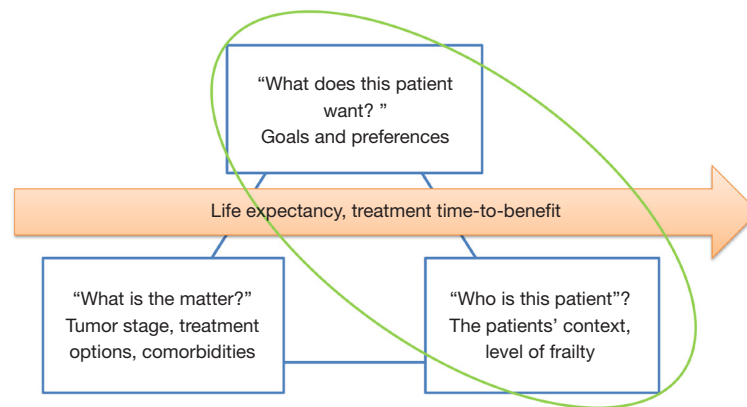 “What does this patient
want? ”
Goals and preferences
Life expectancy, treatment time-to-benefit
“What is the matter?”
Tumor stage, treatment
options, comorbidities
“Who is this patient”?
The patients’ context,
level of frailty